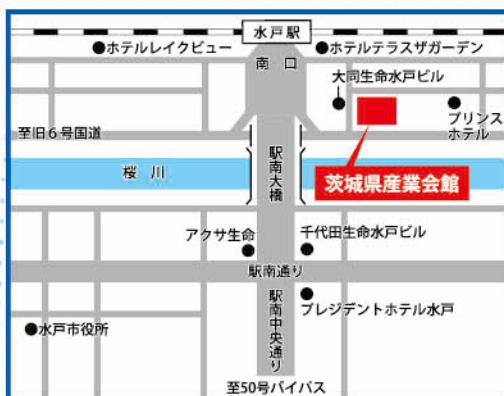 水戸駅
ホテルレイクビュー
ホテルテラスザガーデン
南口
大同生命水戸ビル
プリンス
ホテル
至旧6号国道
桜川
駅南大橋
茨城県産業会館
アクサ生命
千代田生命水戸ビル
駅南通り
駅南中央通り
プレジデントホテル水戸
水戸市役所
至50号バイパス